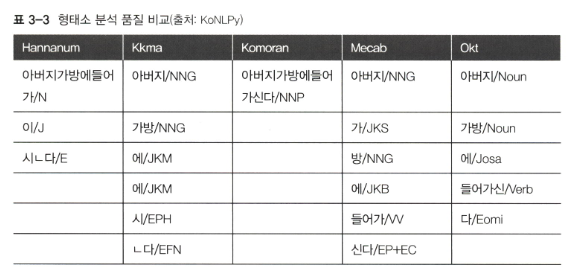 표 3-3 형태소 분석 품질 비교(출처: KoNLPy)
Hannanum Kkma Komoran Mecab Okt
아버지가방에들어 아버지/NNG 아버지가방에들어 아버지/NNG 아버지/Noun
가/N 가신다/NNP
이/J 가방/NNG 가/JKS 가방/Noun
시ㄴ다/E 에/JKM 방/NNG 에/Josa
에/JKM 에/JKB 들어가신/Verb
시/EPH 들어가/VV 다/Eomi
ㄴ다/EFN 신다/EP+EC